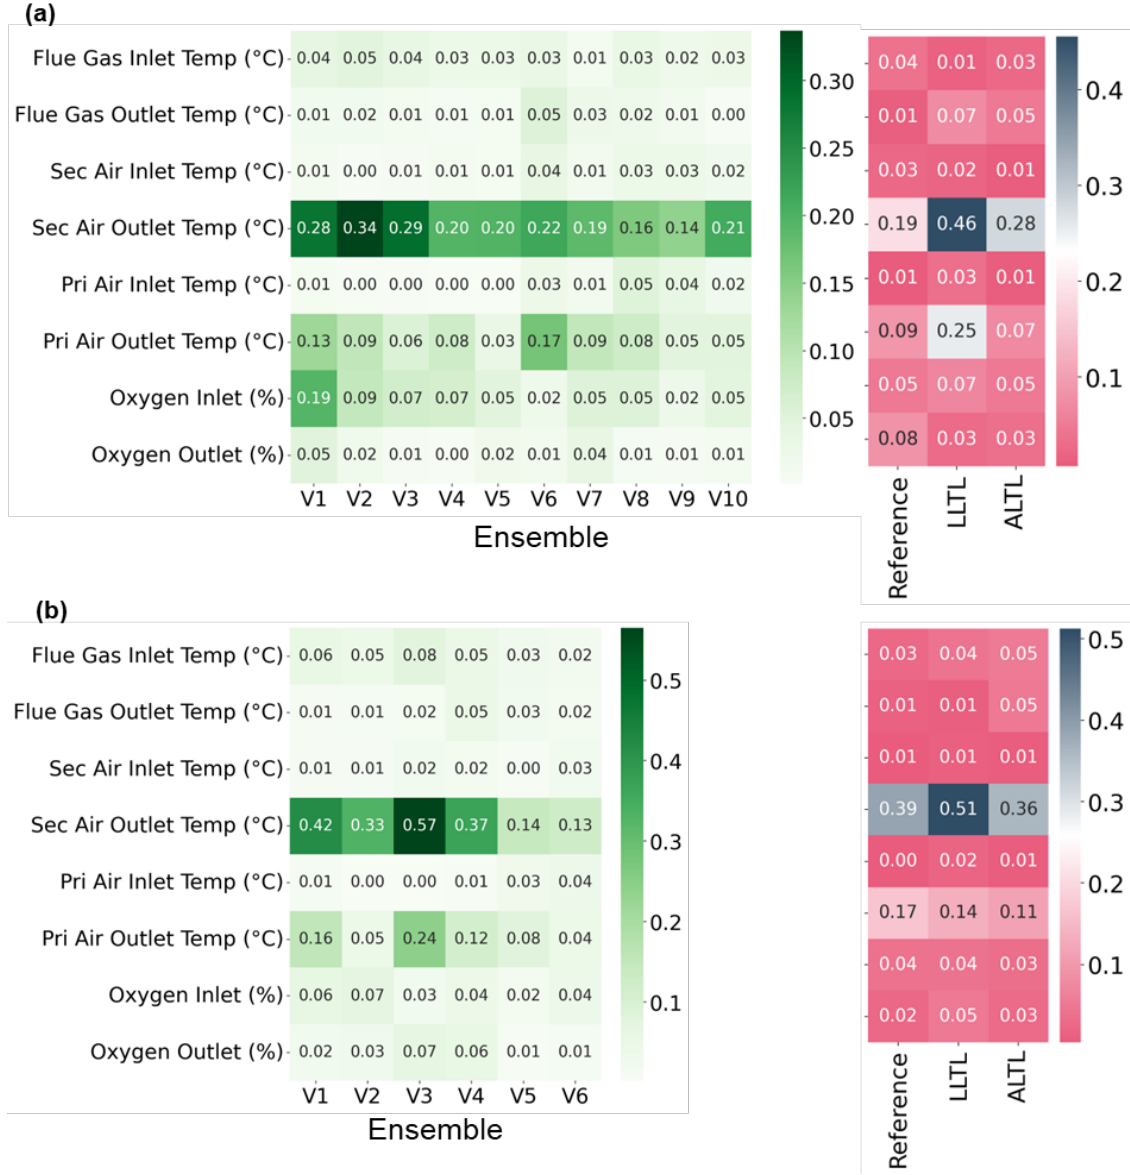 (a)
Flue Gas Inlet Temp (°C) 0.04 0.05 0.04 0.03 0.03 0.03 0.01 0.03 0.02 0.03
Flue Gas Outlet Temp (°C) 0.01 0.02 0.01 0.01 0.01 0.05 0.03 0.02 0.01 0.00
Sec Air Inlet Temp (°C) 0.01 0.00 0.01 0.01 0.01 0.04 0.01 0.03 0.03 0.02
Sec Air Outlet Temp (°C) 0.28 0.34 0.29 0.20 0.20 0.22 0.19 0.16 0.14 0.21
Pri Air Inlet Temp (°C) 0.01 0.00 0.00 0.00 0.00 0.03 0.01 0.05 0.04 0.02
Pri Air Outlet Temp (°C) 0.13 0.09 0.06 0.08 0.03 0.17 0.09 0.08 0.05 0.05
Oxygen Inlet (%) 0.19 0.09 0.07 0.07 0.05 0.02 0.05 0.05 0.02 0.05
Oxygen Outlet (%) 0.05 0.02 0.01 0.00 0.02 0.01 0.04 0.01 0.01 0.01
V1 V2 V3 V4 V5 V6 V7 V8 V9 V10
Ensemble
0.30
0.25
0.20
0.15
0.10
0.05
0.04 0.01 0.03
0.01 0.07 0.05
0.03 0.02 0.01
0.19 0.46 0.28
0.01 0.03 0.01
0.09 0.25 0.07
0.05 0.07 0.05
0.08 0.03 0.03
Reference LLTL ALTL
0.4
0.3
0.2
0.1
(b)
Flue Gas Inlet Temp (°C) 0.06 0.05 0.08 0.05 0.03 0.02
Flue Gas Outlet Temp (°C) 0.01 0.01 0.02 0.05 0.03 0.02
Sec Air Inlet Temp (°C) 0.01 0.01 0.02 0.02 0.00 0.03
Sec Air Outlet Temp (°C) 0.42 0.33 0.57 0.37 0.14 0.13
Pri Air Inlet Temp (°C) 0.01 0.00 0.00 0.01 0.03 0.04
Pri Air Outlet Temp (°C) 0.16 0.05 0.24 0.12 0.08 0.04
Oxygen Inlet (%) 0.06 0.07 0.03 0.04 0.02 0.04
Oxygen Outlet (%) 0.02 0.03 0.07 0.06 0.01 0.01
V1 V2 V3 V4 V5 V6
Ensemble
0.5
0.4
0.3
0.2
0.1
0.03 0.04 0.05
0.01 0.01 0.05
0.01 0.01 0.01
0.39 0.51 0.36
0.00 0.02 0.01
0.17 0.14 0.11
0.04 0.04 0.03
0.02 0.05 0.03
Reference LLTL ALTL
0.5
0.4
0.3
0.2
0.1